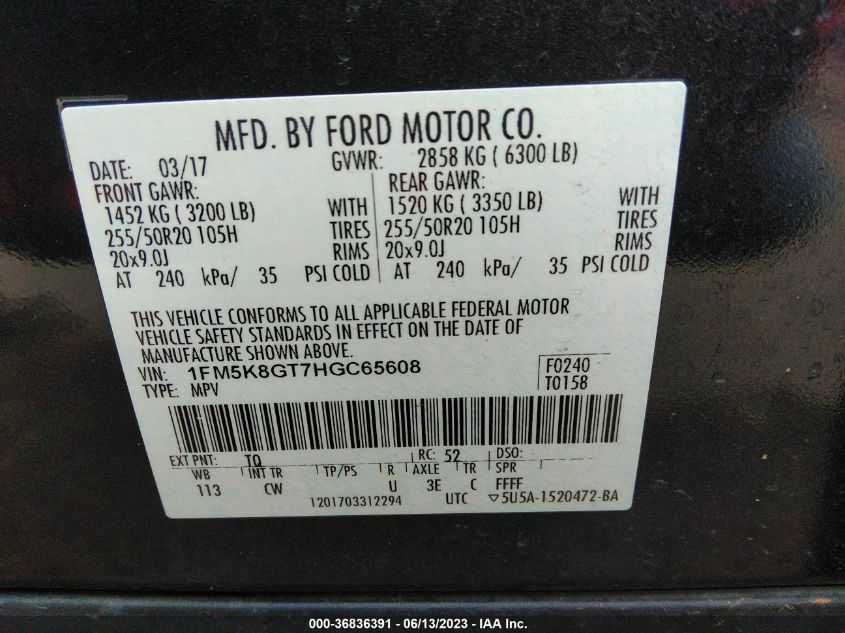 MFD. BY FORD MOTOR CO.
DATE: 03/17 GVWR: 2858 KG ( 6300 LB)
FRONT GAWR: REAR GAWR:
1452 KG ( 3200 LB) WITH 1520 KG ( 3350 LB) WITH
255/50R20 105H TIRES 255/50R20 105H TIRES
20x9.0J RIMS 20x9.0J RIMS
AT 240 kPa/ 35 PSI COLD AT 240 kPa/ 35 PSI COLD
THIS VEHICLE CONFORMS TO ALL APPLICABLE FEDERAL MOTOR
VEHICLE SAFETY STANDARDS IN EFFECT ON THE DATE OF
MANUFACTURE SHOWN ABOVE.
VIN: 1FM5K8GT7HGC65608 F0240
TYPE: MPV T0158
EXT PNT: TQ RC: 52 DSO:
WB INT TR TP/PS R AXLE TR SPR
113 CW U 3E C FFFF
1201703312294 UTC ▽5U5A-1520472-BA
000-36836391 - 06/13/2023 - IAA Inc.